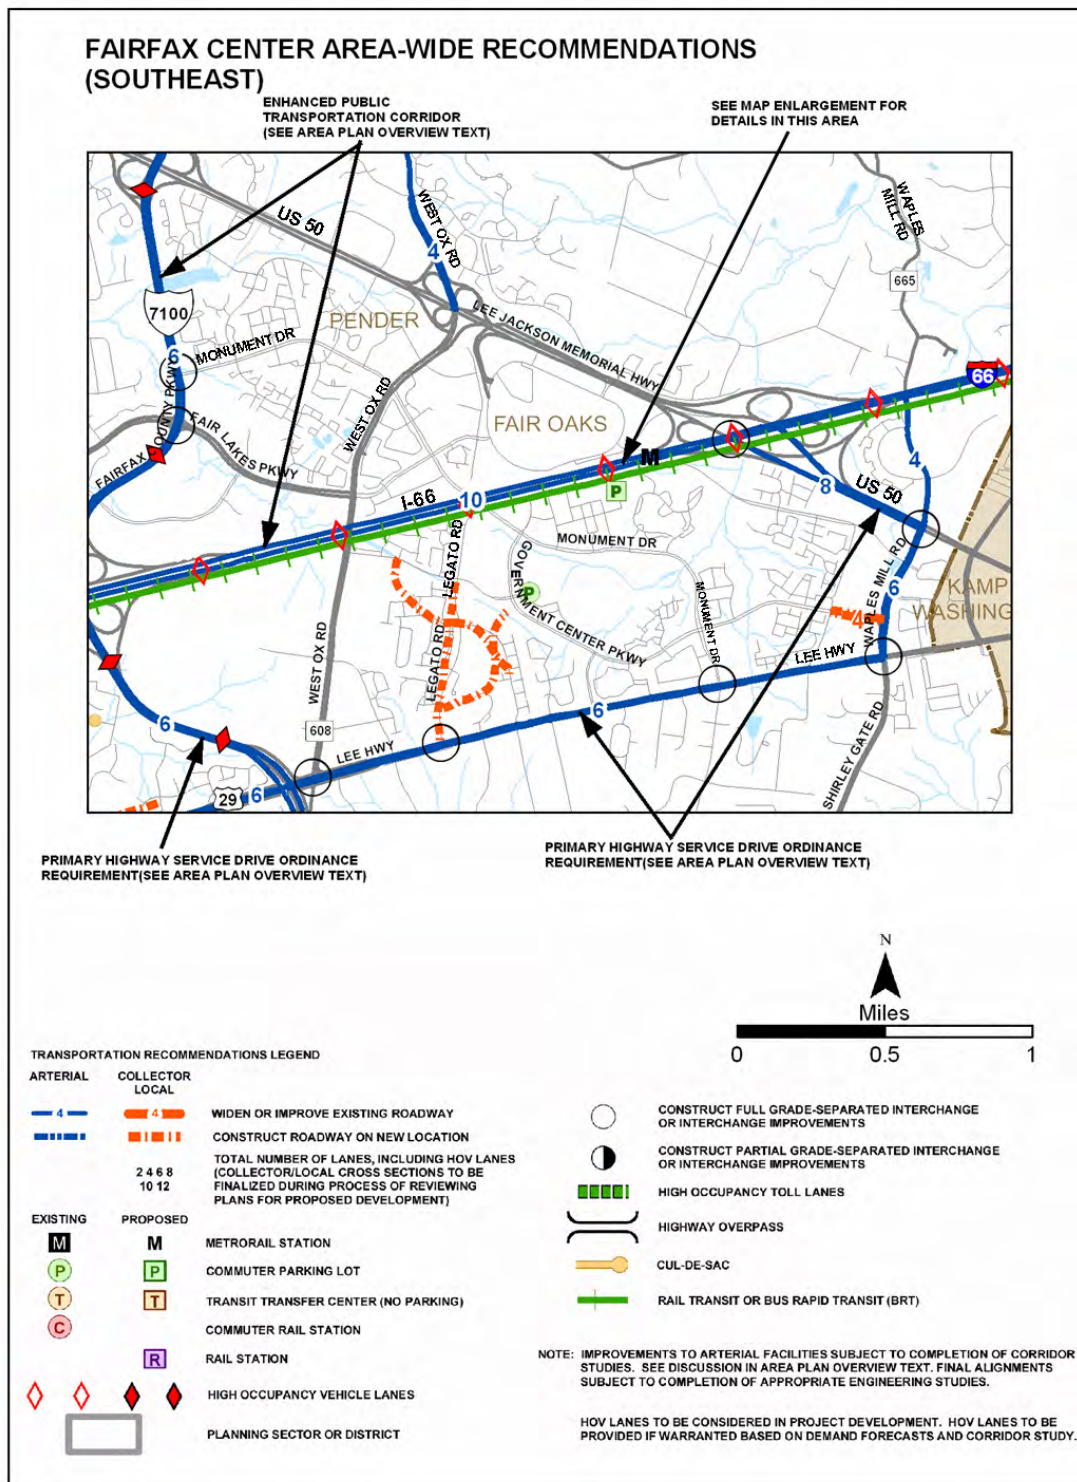 FAIRFAX CENTER AREA-WIDE RECOMMENDATIONS
(SOUTHEAST)
ENHANCED PUBLIC
TRANSPORTATION CORRIDOR
(SEE AREA PLAN OVERVIEW TEXT)
SEE MAP ENLARGEMENT FOR
DETAILS IN THIS AREA
US 50
WEST OX RD
4
WAPLES
MILL RD
665
7100
PENDER
LEE JACKSON MEMORIAL HWY
MONUMENT DR
6
66
FAIRFAX COUNTY PKWY
FAIR LAKES PKWY
WEST OX RD
FAIR OAKS
M
4
I-66
10
P
8
US 50
LEGATO RD
MONUMENT DR
GOVERNMENT CENTER PKWY
P
MONUMENT DR
WAPLES MILL RD
6
KAMP
WASHING
4
LEGATO RD
WEST OX RD
LEE HWY
6
608
LEE HWY
6
SHIRLEY GATE RD
29
6
PRIMARY HIGHWAY SERVICE DRIVE ORDINANCE
REQUIREMENT(SEE AREA PLAN OVERVIEW TEXT)
PRIMARY HIGHWAY SERVICE DRIVE ORDINANCE
REQUIREMENT(SEE AREA PLAN OVERVIEW TEXT)
N
Miles
0 0.5 1
TRANSPORTATION RECOMMENDATIONS LEGEND
ARTERIAL COLLECTOR
LOCAL
4 4 WIDEN OR IMPROVE EXISTING ROADWAY
CONSTRUCT ROADWAY ON NEW LOCATION
2 4 6 8
10 12
TOTAL NUMBER OF LANES, INCLUDING HOV LANES
(COLLECTOR/LOCAL CROSS SECTIONS TO BE
FINALIZED DURING PROCESS OF REVIEWING
PLANS FOR PROPOSED DEVELOPMENT)
EXISTING PROPOSED
M M METRORAIL STATION
P P COMMUTER PARKING LOT
T T TRANSIT TRANSFER CENTER (NO PARKING)
C COMMUTER RAIL STATION
R RAIL STATION
HIGH OCCUPANCY VEHICLE LANES
PLANNING SECTOR OR DISTRICT
CONSTRUCT FULL GRADE-SEPARATED INTERCHANGE
OR INTERCHANGE IMPROVEMENTS
CONSTRUCT PARTIAL GRADE-SEPARATED INTERCHANGE
OR INTERCHANGE IMPROVEMENTS
HIGH OCCUPANCY TOLL LANES
HIGHWAY OVERPASS
CUL-DE-SAC
RAIL TRANSIT OR BUS RAPID TRANSIT (BRT)
NOTE: IMPROVEMENTS TO ARTERIAL FACILITIES SUBJECT TO COMPLETION OF CORRIDOR
STUDIES. SEE DISCUSSION IN AREA PLAN OVERVIEW TEXT. FINAL ALIGNMENTS
SUBJECT TO COMPLETION OF APPROPRIATE ENGINEERING STUDIES.
HOV LANES TO BE CONSIDERED IN PROJECT DEVELOPMENT. HOV LANES TO BE
PROVIDED IF WARRANTED BASED ON DEMAND FORECASTS AND CORRIDOR STUDY.